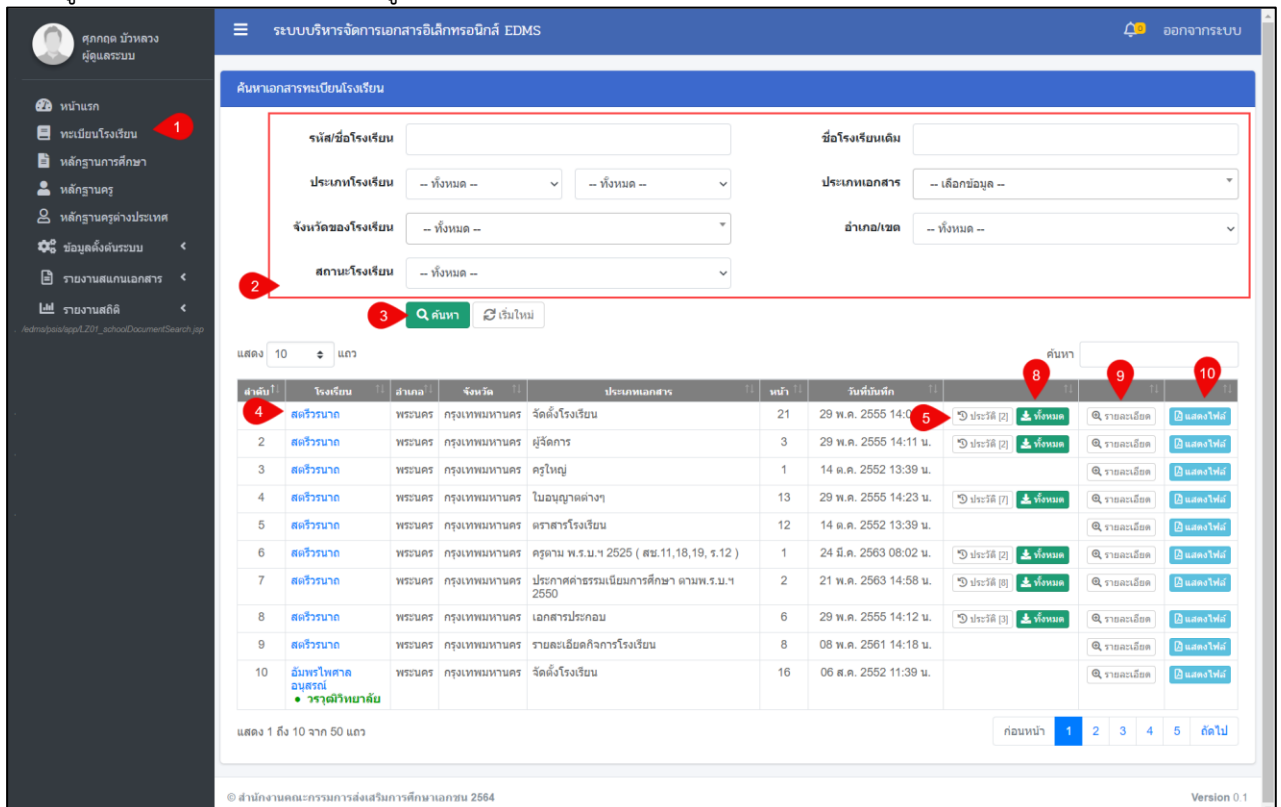 ศุภกฤต บัวหลวง
ผู้ดูแลระบบ
หน้าแรก
ทะเบียนโรงเรียน 1
หลักฐานการศึกษา
หลักฐานครู
หลักฐานครูต่างประเทศ
ข้อมูลตั้งต้นระบบ
รายงานสแกนเอกสาร
รายงานสถิติ
/edms/psis/app/LZ01_schoolDocumentSearch.jsp
ระบบบริหารจัดการเอกสารอิเล็กทรอนิกส์ EDMS
0 ออกจากระบบ
ค้นหาเอกสารทะเบียนโรงเรียน
รหัส/ชื่อโรงเรียน ชื่อโรงเรียนเดิม
ประเภทโรงเรียน -- ทั้งหมด -- -- ทั้งหมด -- ประเภทเอกสาร -- เลือกข้อมูล --
จังหวัดของโรงเรียน -- ทั้งหมด -- อำเภอ/เขต -- ทั้งหมด --
สถานะโรงเรียน -- ทั้งหมด --
2
3 ค้นหา เริ่มใหม่
แสดง 10 แถว ค้นหา
8 9 10
ลำดับ โรงเรียน อำเภอ จังหวัด ประเภทเอกสาร หน้า วันที่บันทึก
4 สตรีวรนาถ พระนคร กรุงเทพมหานคร จัดตั้งโรงเรียน 21 29 พ.ค. 2555 14:0 5 ประวัติ [2] ทั้งหมด รายละเอียด แสดงไฟล์
2 สตรีวรนาถ พระนคร กรุงเทพมหานคร ผู้จัดการ 3 29 พ.ค. 2555 14:11 น. ประวัติ [2] ทั้งหมด รายละเอียด แสดงไฟล์
3 สตรีวรนาถ พระนคร กรุงเทพมหานคร ครูใหญ่ 1 14 ต.ค. 2552 13:39 น. รายละเอียด แสดงไฟล์
4 สตรีวรนาถ พระนคร กรุงเทพมหานคร ใบอนุญาตต่างๆ 13 29 พ.ค. 2555 14:23 น. ประวัติ [7] ทั้งหมด รายละเอียด แสดงไฟล์
5 สตรีวรนาถ พระนคร กรุงเทพมหานคร ตราสารโรงเรียน 12 14 ต.ค. 2552 13:39 น. รายละเอียด แสดงไฟล์
6 สตรีวรนาถ พระนคร กรุงเทพมหานคร ครูตาม พ.ร.บ.ฯ 2525 ( สช.11,18,19, ร.12 ) 1 24 มี.ค. 2563 08:02 น. ประวัติ [2] ทั้งหมด รายละเอียด แสดงไฟล์
7 สตรีวรนาถ พระนคร กรุงเทพมหานคร ประกาศค่าธรรมเนียมการศึกษา ตามพ.ร.บ.ฯ 2 21 พ.ค. 2563 14:58 น. ประวัติ [8] ทั้งหมด รายละเอียด แสดงไฟล์
2550
8 สตรีวรนาถ พระนคร กรุงเทพมหานคร เอกสารประกอบ 6 29 พ.ค. 2555 14:12 น. ประวัติ [3] ทั้งหมด รายละเอียด แสดงไฟล์
9 สตรีวรนาถ พระนคร กรุงเทพมหานคร รายละเอียดกิจการโรงเรียน 8 08 พ.ค. 2561 14:18 น. รายละเอียด แสดงไฟล์
10 อัมพรไพศาล พระนคร กรุงเทพมหานคร จัดตั้งโรงเรียน 16 06 ส.ค. 2552 11:39 น. รายละเอียด แสดงไฟล์
อนุสรณ์
• วรวุฒิวิทยาลัย
แสดง 1 ถึง 10 จาก 50 แถว ก่อนหน้า 1 2 3 4 5 ถัดไป
© สำนักงานคณะกรรมการส่งเสริมการศึกษาเอกชน 2564 Version 0.1